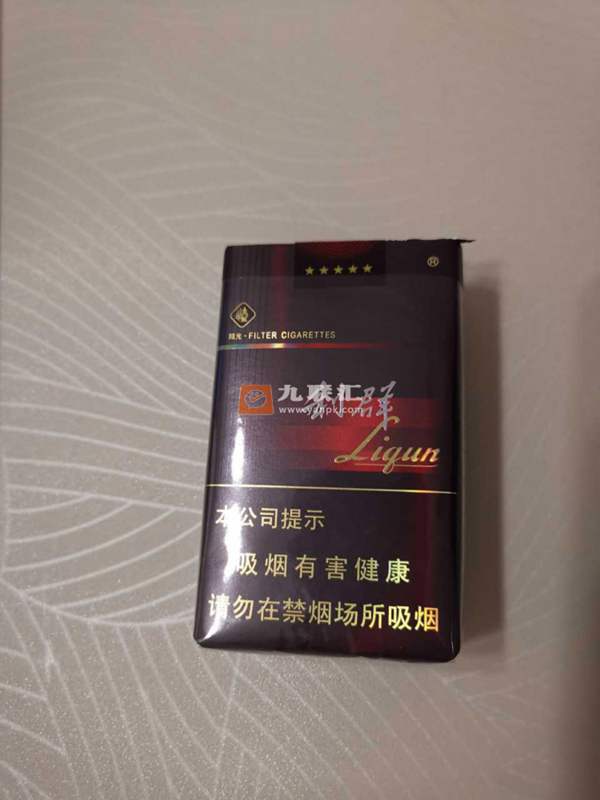 ★★★★★
®
阳光·FILTER CIGARETTES
九联汇
利群
www.yanpk.com
Liqun
本公司提示
吸烟有害健康
请勿在禁烟场所吸烟